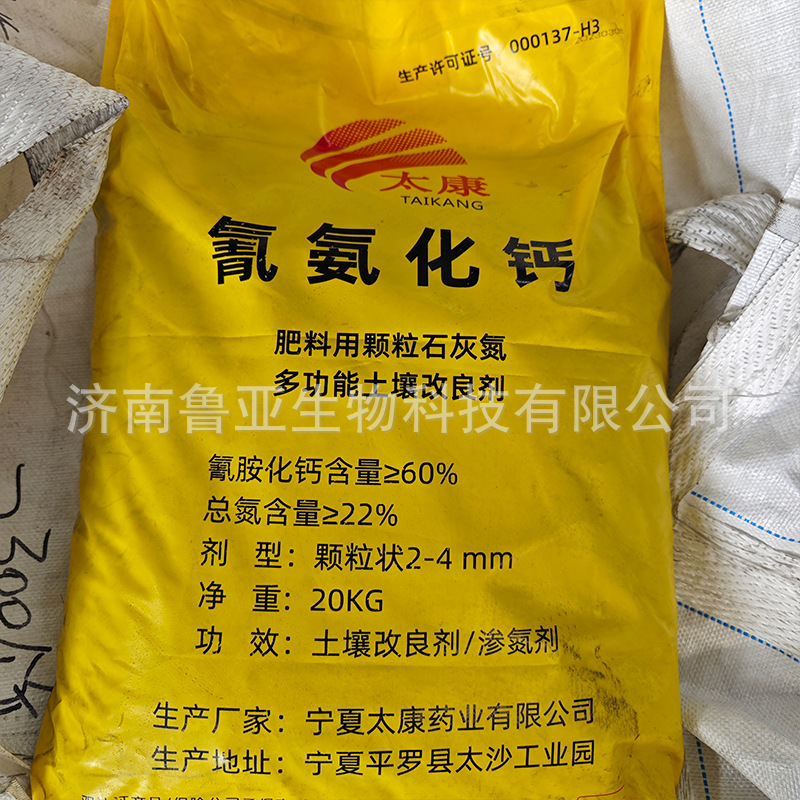 生产许可证号 000137-H3
太康
TAIKANG
氰氨化钙
肥料用颗粒石灰氮
多功能土壤改良剂
济南鲁亚生物科技有限公司
氰胺化钙含量≥60%
总氮含量≥22%
剂 型：颗粒状2-4 mm
净 重：20KG
功 效：土壤改良剂/渗氮剂
生产厂家：宁夏太康药业有限公司
生产地址：宁夏平罗县太沙工业园